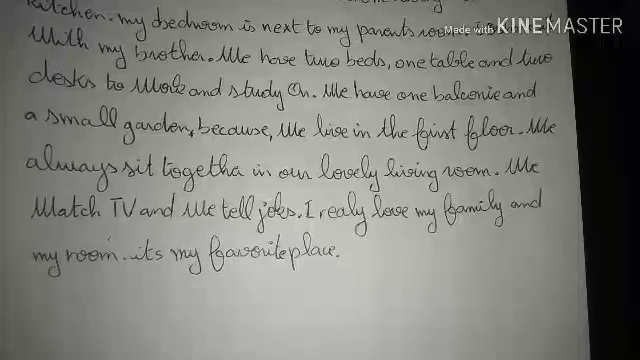 kitchen. my bedroom is next to my parents room
Made with KINEMASTER
With my brother. We have two beds, one table and two
desks to Work and study On. We have one balconie and
a small garden, because, We live in the first floor. We
always sit togetha in our lovely living room. We
Watch TV and We tell jokes. I realy love my family and
my room. its my favorite place.